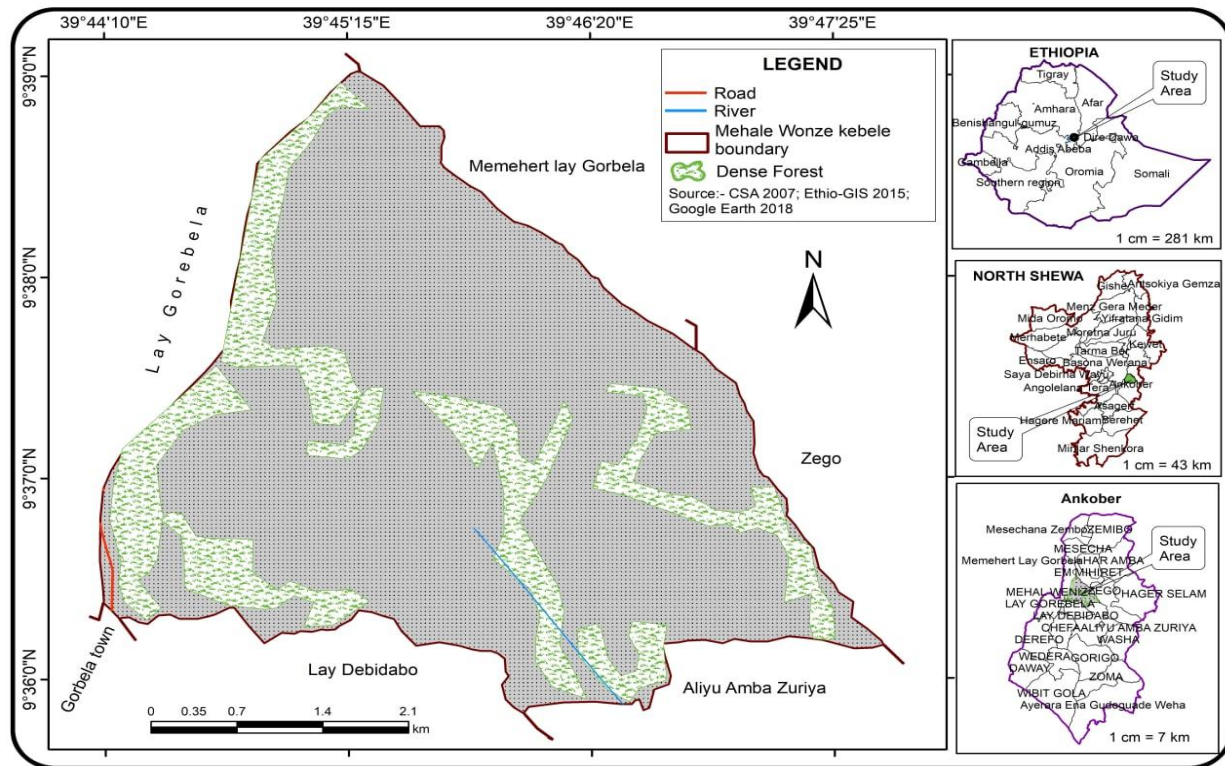 39°44'10"E
39°45'15"E
39°46'20"E
39°47'25"E
9°39'0"N
9°38'0"N
9°37'0"N
9°36'0"N
LEGEND
Road
River
Mehale Wonze kebele
boundary
Dense Forest
Source:- CSA 2007; Ethio-GIS 2015;
Google Earth 2018
Memehert lay Gorbela
Lay Gorebela
N
Zego
Gorbela town
Lay Debidabo
Aliyu Amba Zuriya
0 0.35 0.7 1.4 2.1
km
ETHIOPIA
Study
Area
Tigray
Afar
Amhara
Benishangul gumuz
Dire Dawa
Addis Abeba
Gambella
Oromia
Somali
Southern region
1 cm = 281 km
NORTH SHEWA
Gishe
Antsokiya Gemza
Menz Gera Meder
Mida Oromo
Yifratana Gidim
Moretna Juru
Merhabete
Kewet
Tarma Ber
Ensaro
Basona Werana
Saya Debirna Wayu
Ankober
Angolelana Tera
Asagert
Hagere Mariam
Berehet
Study
Area
Minjar Shenkora
1 cm = 43 km
Ankober
Mesechana Zembo
ZEMIBO
Study
Area
MESECHA
Memehert Lay Gorbela
HAR AMBA
EM MIHIRET
MEHAL WENIZ
ZEGO
HAGER SELAM
LAY GOREBELA
LAY DEBIDABO
CHEFA
ALIYU AMBA ZURIYA
DEREFO
WASHA
WEDERA
GORIGO
DAWAY
ZOMA
WIBIT GOLA
Ayerara Ena Gudeguade Weha
1 cm = 7 km